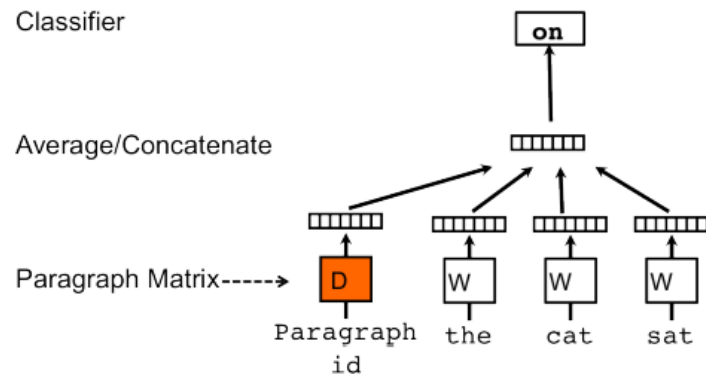 Classifier
on
Average/Concatenate
Paragraph Matrix
D
W
W
W
Paragraph
id
the
cat
sat